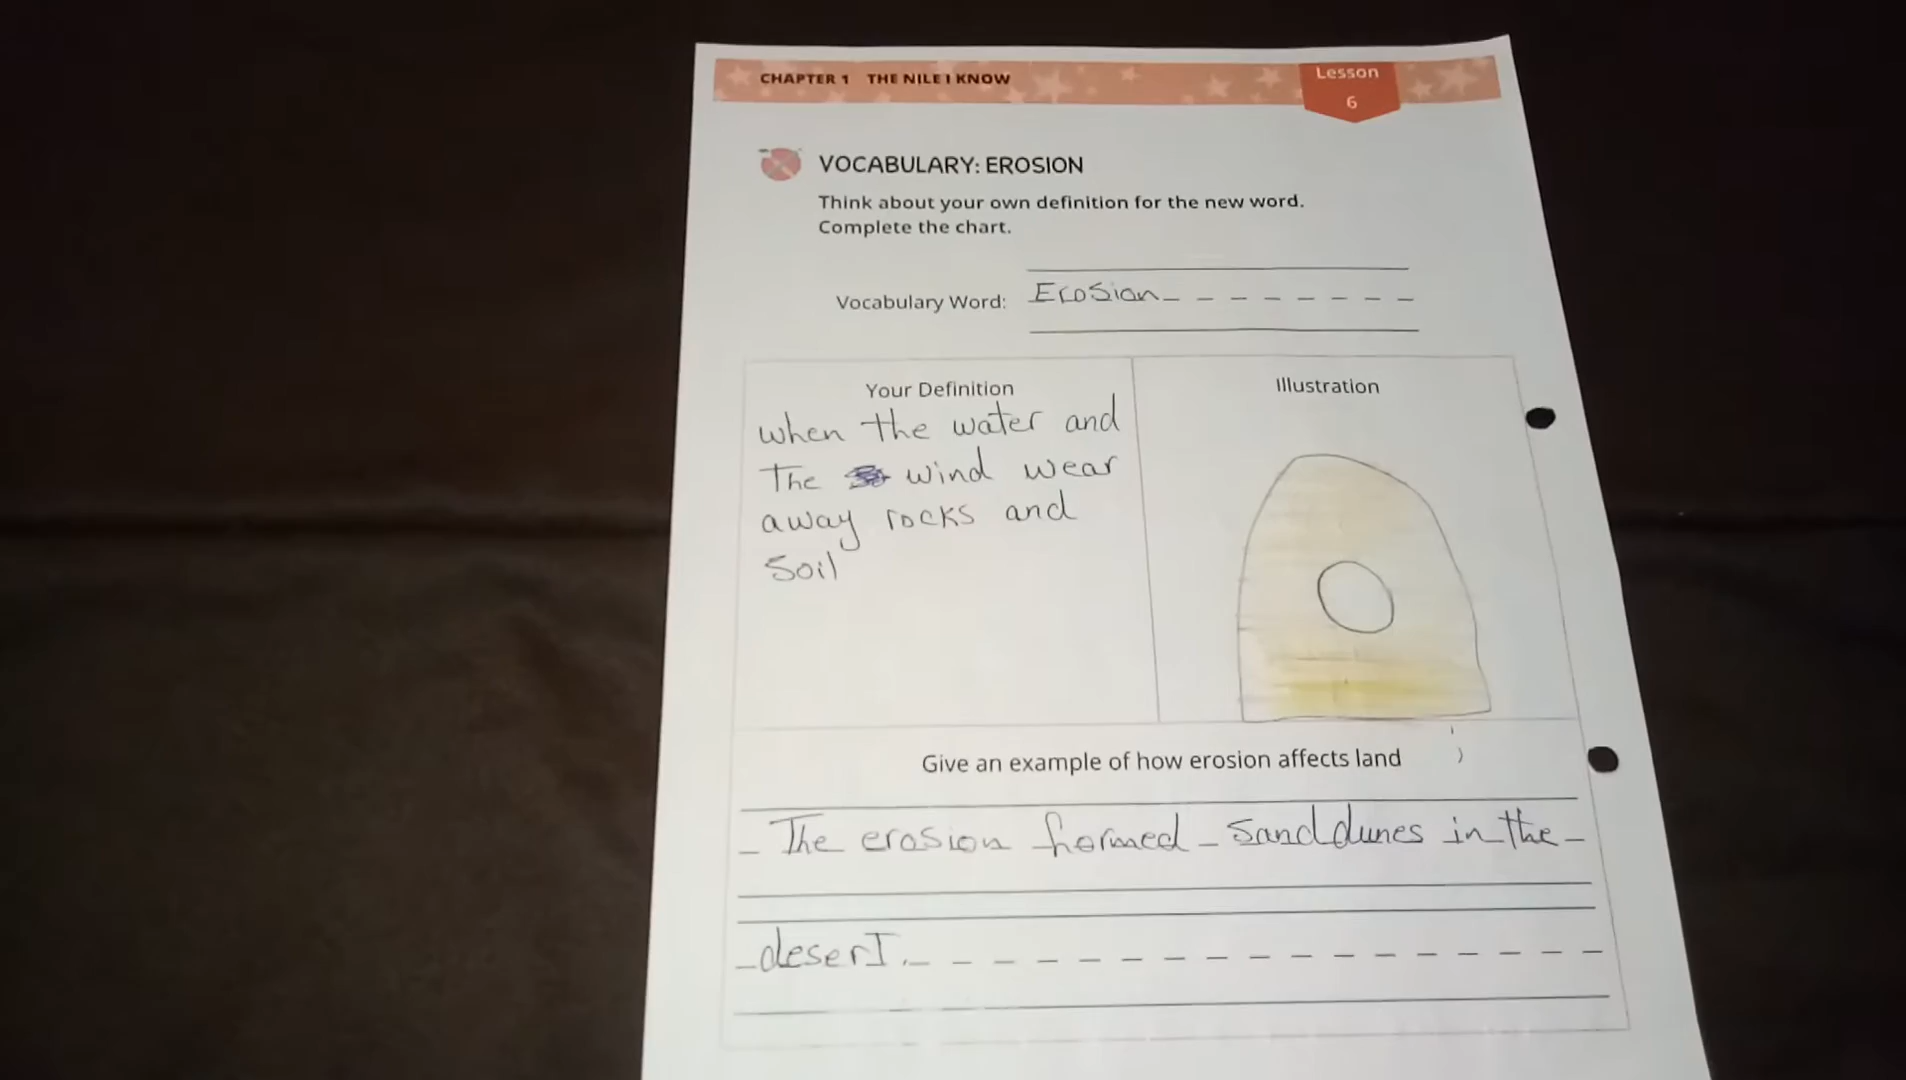 CHAPTER 1 THE NILE I KNOW
Lesson
6
VOCABULARY: EROSION
Think about your own definition for the new word.
Complete the chart.
Vocabulary Word: Erosion
Your Definition
when the water and
The wind wear
away rocks and
soil
Illustration
Give an example of how erosion affects land
The erosion formed sand dunes in the
desert.